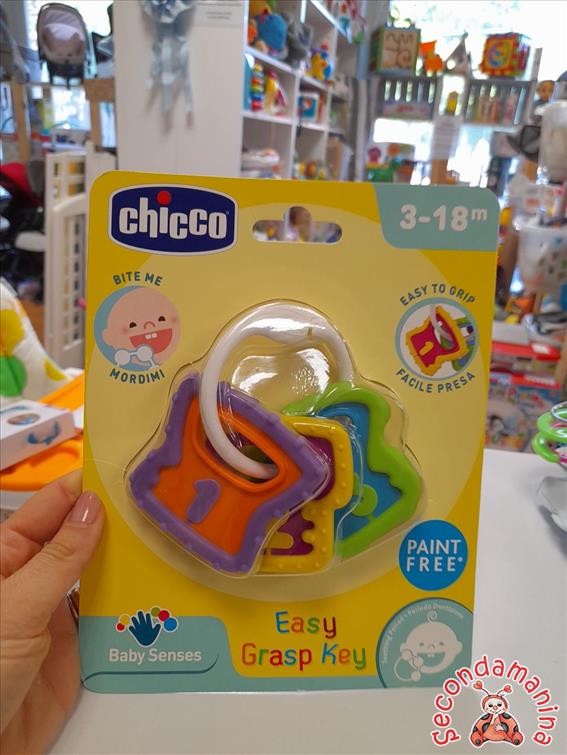 chicco
3-18m
BITE ME
MORDIMI
EASY TO GRIP
FACILE PRESA
1
PAINT
FREE*
Baby Senses
Easy
Grasp Key
Secondamanina